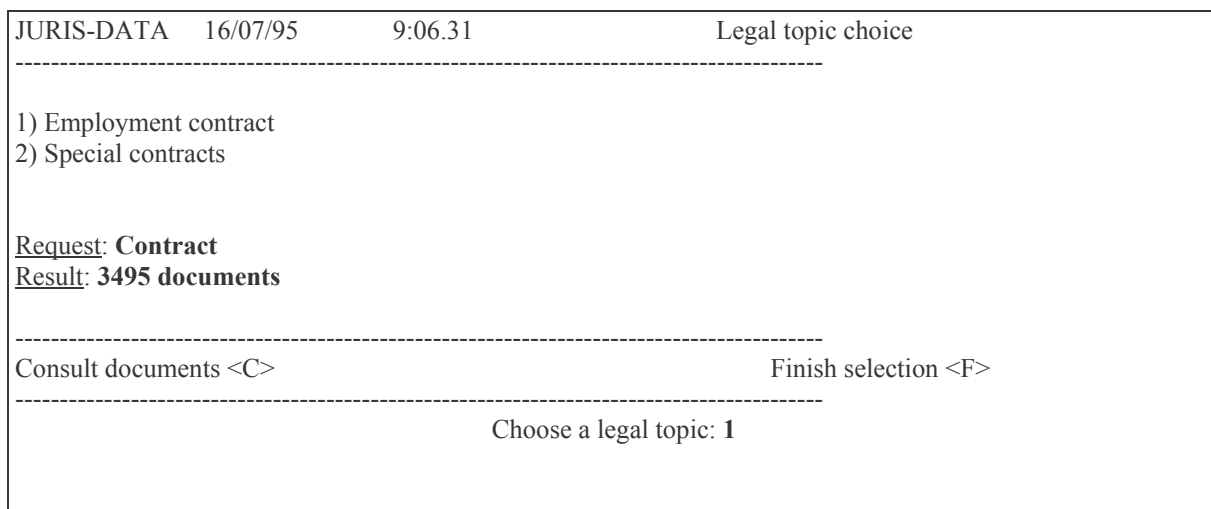 JURIS-DATA 16/07/95 9:06.31 Legal topic choice
-------------------------------------------------------------------------------------------
1) Employment contract
2) Special contracts
Request: Contract
Result: 3495 documents
-------------------------------------------------------------------------------------------
Consult documents <C> Finish selection <F>
-------------------------------------------------------------------------------------------
Choose a legal topic: 1